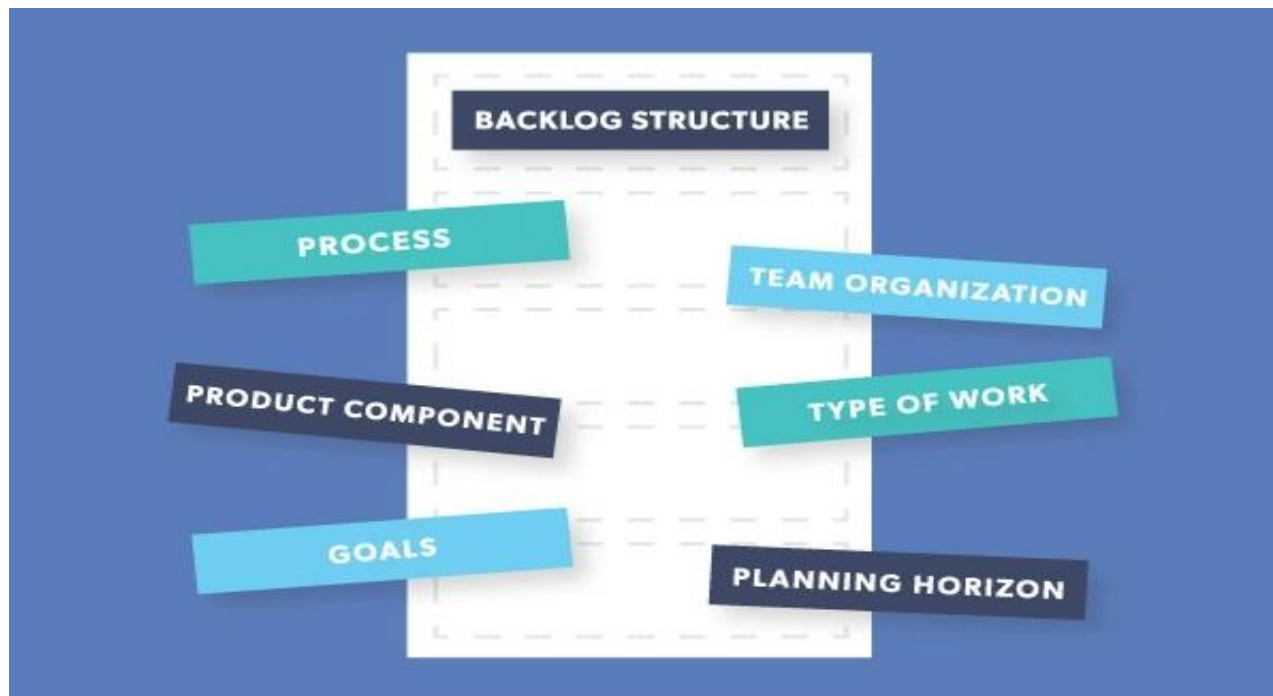 BACKLOG STRUCTURE
PROCESS
TEAM ORGANIZATION
PRODUCT COMPONENT
TYPE OF WORK
GOALS
PLANNING HORIZON